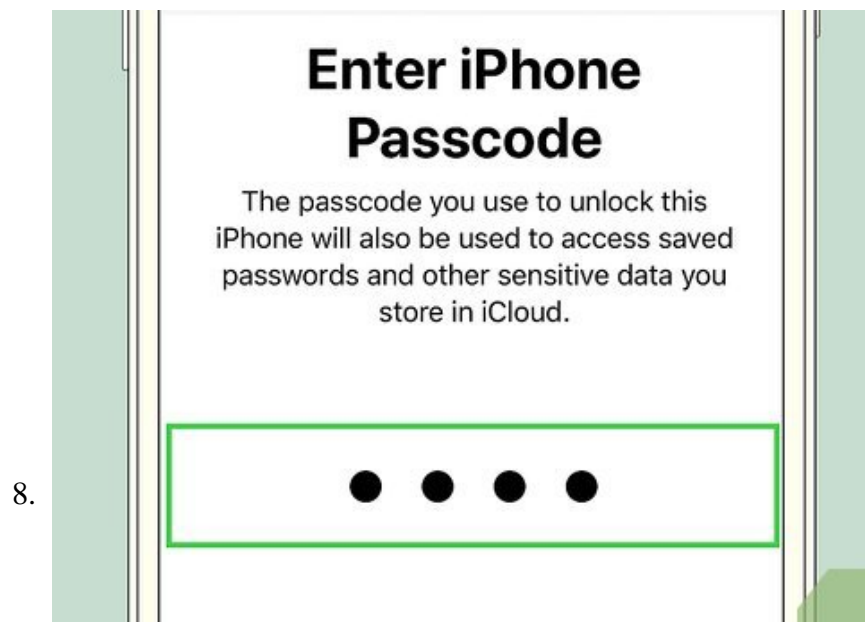 Enter iPhone
Passcode
The passcode you use to unlock this
iPhone will also be used to access saved
passwords and other sensitive data you
store in iCloud.
8.